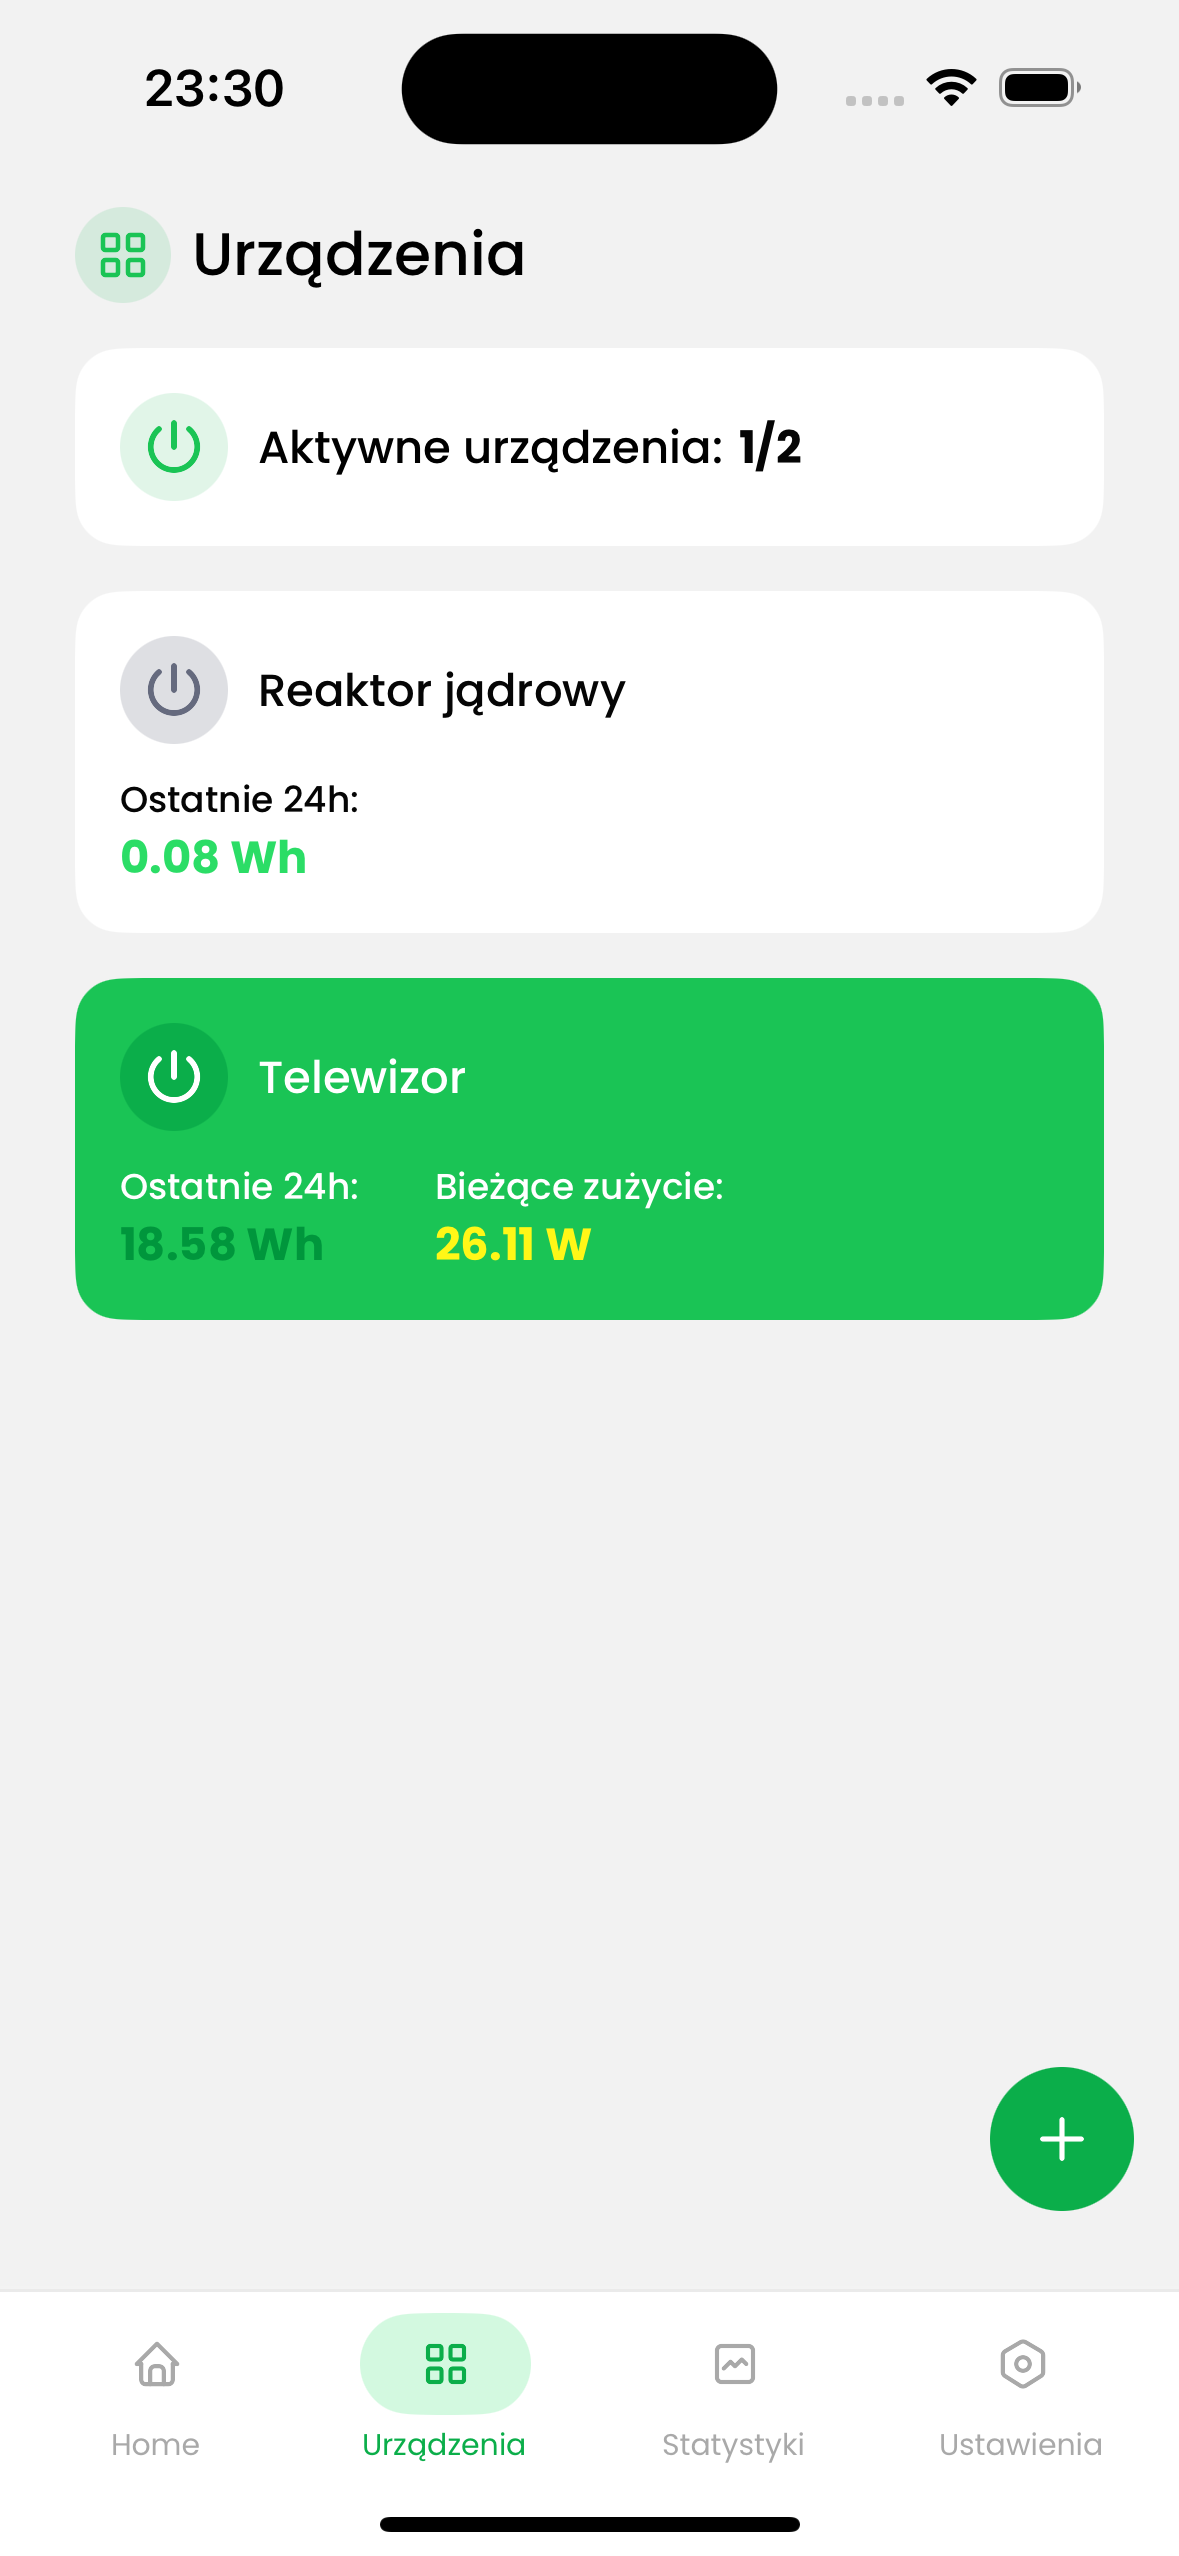 23:30
Urządzenia
Aktywne urządzenia: 1/2
Reaktor jądrowy
Ostatnie 24h:
0.08 Wh
Telewizor
Ostatnie 24h: Bieżące zużycie:
18.58 Wh 26.11 W
Home Urządzenia Statystyki Ustawienia